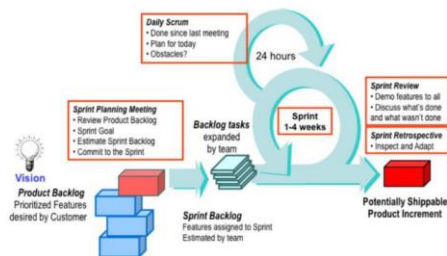 Daily Scrum
• Done since last meeting
• Plan for today
• Obstacles?
24 hours
Sprint Planning Meeting
• Review Product Backlog
• Sprint Goal
• Estimate Sprint Backlog
• Commit to the Sprint
Backlog tasks
expanded
by team
Sprint
1-4 weeks
Sprint Review
• Demo features to all
• Discuss what's done
and what wasn't done
Sprint Retrospective
• Inspect and Adapt
Vision
Product Backlog
Prioritized Features
desired by Customer
Sprint Backlog
Features assigned to Sprint
Estimated by team
Potentially Shippable
Product Increment